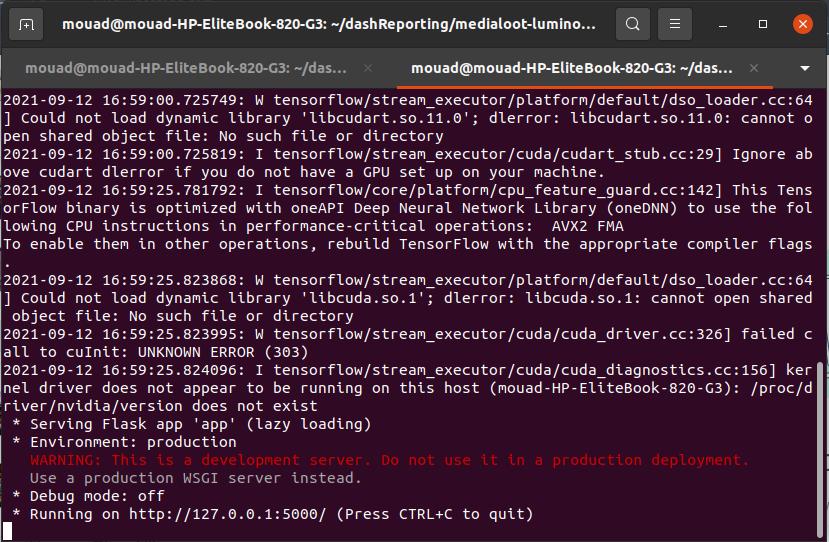 mouad@mouad-HP-EliteBook-820-G3: ~/dashReporting/medialoot-lumino...
mouad@mouad-HP-EliteBook-820-G3: ~/das...
mouad@mouad-HP-EliteBook-820-G3: ~/das...
2021-09-12 16:59:00.725749: W tensorflow/stream_executor/platform/default/dso_loader.cc:64
] Could not load dynamic library 'libcudart.so.11.0'; dlerror: libcudart.so.11.0: cannot o
pen shared object file: No such file or directory
2021-09-12 16:59:00.725819: I tensorflow/stream_executor/cuda/cudart_stub.cc:29] Ignore ab
ove cudart dlerror if you do not have a GPU set up on your machine.
2021-09-12 16:59:25.781792: I tensorflow/core/platform/cpu_feature_guard.cc:142] This Tens
orFlow binary is optimized with oneAPI Deep Neural Network Library (oneDNN) to use the fol
lowing CPU instructions in performance-critical operations:  AVX2 FMA
To enable them in other operations, rebuild TensorFlow with the appropriate compiler flags
.
2021-09-12 16:59:25.823868: W tensorflow/stream_executor/platform/default/dso_loader.cc:64
] Could not load dynamic library 'libcuda.so.1'; dlerror: libcuda.so.1: cannot open shared
 object file: No such file or directory
2021-09-12 16:59:25.823995: W tensorflow/stream_executor/cuda/cuda_driver.cc:326] failed c
all to cuInit: UNKNOWN ERROR (303)
2021-09-12 16:59:25.824096: I tensorflow/stream_executor/cuda/cuda_diagnostics.cc:156] ker
nel driver does not appear to be running on this host (mouad-HP-EliteBook-820-G3): /proc/d
river/nvidia/version does not exist
 * Serving Flask app 'app' (lazy loading)
 * Environment: production
   WARNING: This is a development server. Do not use it in a production deployment.
   Use a production WSGI server instead.
 * Debug mode: off
 * Running on http://127.0.0.1:5000/ (Press CTRL+C to quit)